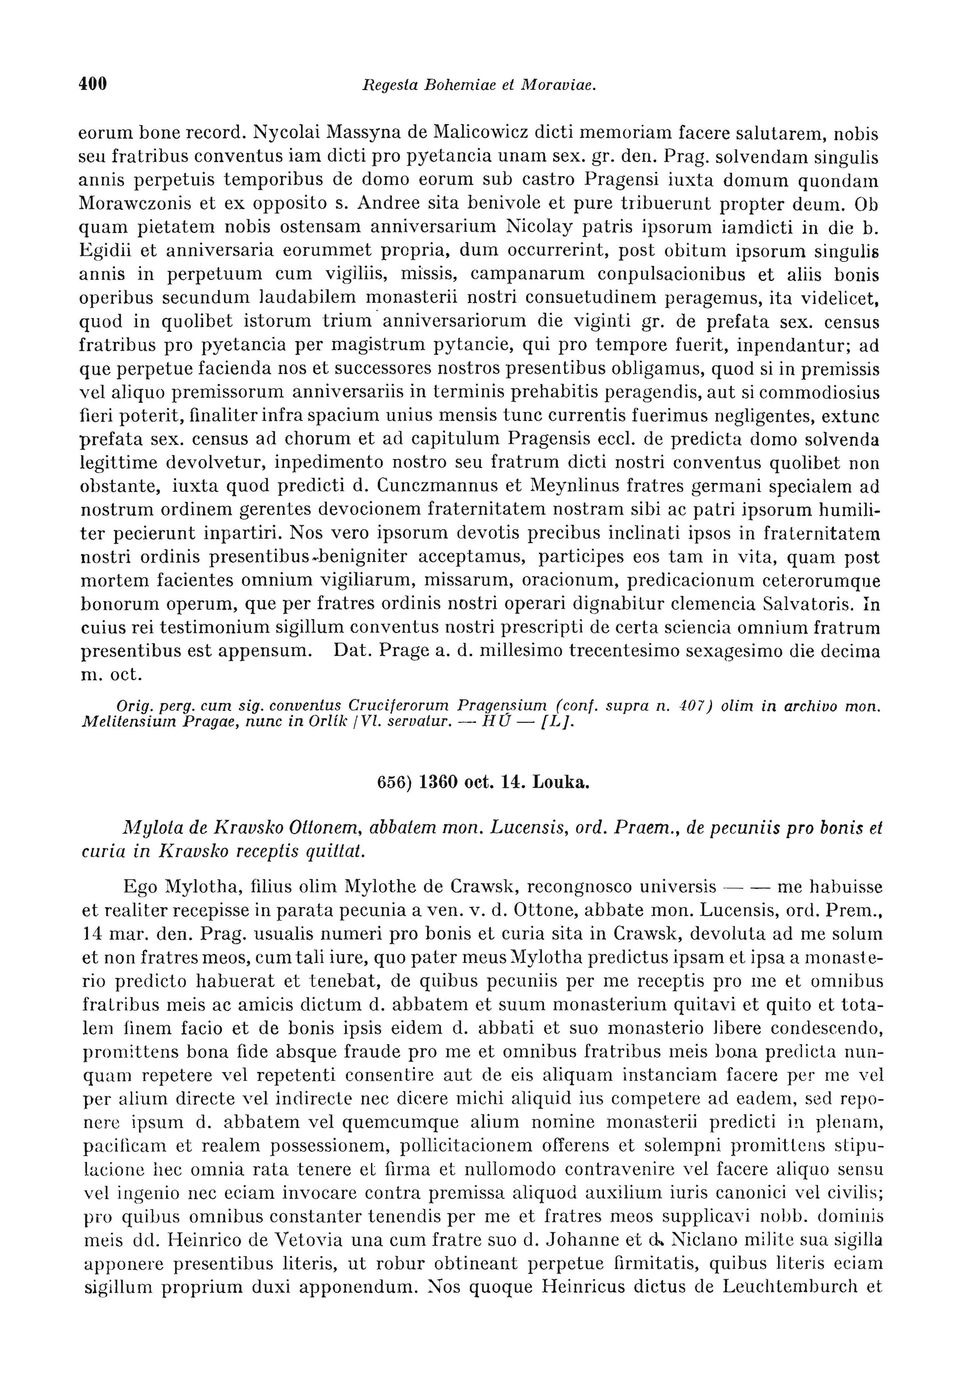 400
Regesta Bohemiae et Moraviae.
eorum bone record. Nycolai Massyna de Malicowicz dicti memoriam facere salutarem, nobis
seu fratribus conventus iam dicti pro pyetancia unam sex. gr. den. Prag. solvendam singulis
annis perpetuis temporibus de domo eorum sub castro Pragensi iuxta domum quondam
Morawczonis et ex opposito s. Andree sita benivole et pure tribuerunt propter deum. Ob
quam pietatem nobis ostensam anniversarium Nicolay patris ipsorum iamdicti in die b.
Egidii et anniversaria eorummet propria, dum occurrerint, post obitum ipsorum singulis
annis in perpetuum cum vigiliis, missis, campanarum conpulsacionibus et aliis bonis
operibus secundum laudabilem monasterii nostri consuetudinem peragemus, ita videlicet,
quod in quolibet istorum trium anniversariorum die viginti gr. de prefata sex. census
fratribus pro pyetancia per magistrum pytancie, qui pro tempore fuerit, inpendantur; ad
que perpetue facienda nos et successores nostros presentibus obligamus, quod si in premissis
vel aliquo premissorum anniversariis in terminis prehabitis peragendis, aut si commodiosius
fieri poterit, finaliter infra spacium unius mensis tunc currentis fuerimus negligentes, extunc
prefata sex. census ad chorum et ad capitulum Pragensis eccl. de predicta domo solvenda
legittime devolvetur, inpedimento nostro seu fratrum dicti nostri conventus quolibet non
obstante, iuxta quod predicti d. Cunczmannus et Meynlinus fratres germani specialem ad
nostrum ordinem gerentes devocionem fraternitatem nostram sibi ac patri ipsorum humili-
ter pecierunt inpartiri. Nos vero ipsorum devotis precibus inclinati ipsos in fraternitatem
nostri ordinis presentibus benigniter acceptamus, participes eos tam in vita, quam post
mortem facientes omnium vigiliarum, missarum, oracionum, predicacionum ceterorumque
bonorum operum, que per fratres ordinis nostri operari dignabitur clemencia Salvatoris. In
cuius rei testimonium sigillum conventus nostri prescripti de certa sciencia omnium fratrum
presentibus est appensum. Dat. Prage a. d. millesimo trecentesimo sexagesimo die decima
m. oct.
Orig. perg. cum sig. conventus Cruciferorum Pragensium (conf. supra n. 407) olim in archivo mon.
Melitensium Pragae, nunc in Orlík /Vl. servatur. — HÚ — [L].
656) 1360 oct. 14. Louka.
Mylota de Kravsko Ottonem, abbatem mon. Lucensis, ord. Praem., de pecuniis pro bonis et
curia in Kravsko receptis quittat.
Ego Mylotha, filius olim Mylothe de Crawsk, recongnosco universis — — me habuisse
et realiter recepisse in parata pecunia a ven. v. d. Ottone, abbate mon. Lucensis, ord. Prem.,
14 mar. den. Prag. usualis numeri pro bonis et curia sita in Crawsk, devoluta ad me solum
et non fratres meos, cum tali iure, quo pater meus Mylotha predictus ipsam et ipsa a monaste-
rio predicto habuerat et tenebat, de quibus pecuniis per me receptis pro me et omnibus
fratribus meis ac amicis dictum d. abbatem et suum monasterium quitavi et quito et tota-
lem finem facio et de bonis ipsis eidem d. abbati et suo monasterio libere condescendo,
promittens bona fide absque fraude pro me et omnibus fratribus meis bona predicta nun-
quam repetere vel repetenti consentire aut de eis aliquam instanciam facere per me vel
per alium directe vel indirecte nec dicere michi aliquid ius competere ad eadem, sed repo-
nere ipsum d. abbatem vel quemcumque alium nomine monasterii predicti in plenam,
pacificam et realem possessionem, pollicitacionem offerens et solempni promittens stipu-
lacione hec omnia rata tenere et firma et nullomodo contravenire vel facere aliquo sensu
vel ingenio nec eciam invocare contra premissa aliquod auxilium iuris canonici vel civilis;
pro quibus omnibus constanter tenendis per me et fratres meos supplicavi nobb. dominis
meis dd. Heinrico de Vetovia una cum fratre suo d. Johanne et d. Niclano milite sua sigilla
apponere presentibus literis, ut robur obtineant perpetue firmitatis, quibus literis eciam
sigillum proprium duxi apponendum. Nos quoque Heinricus dictus de Leuchtemburch et